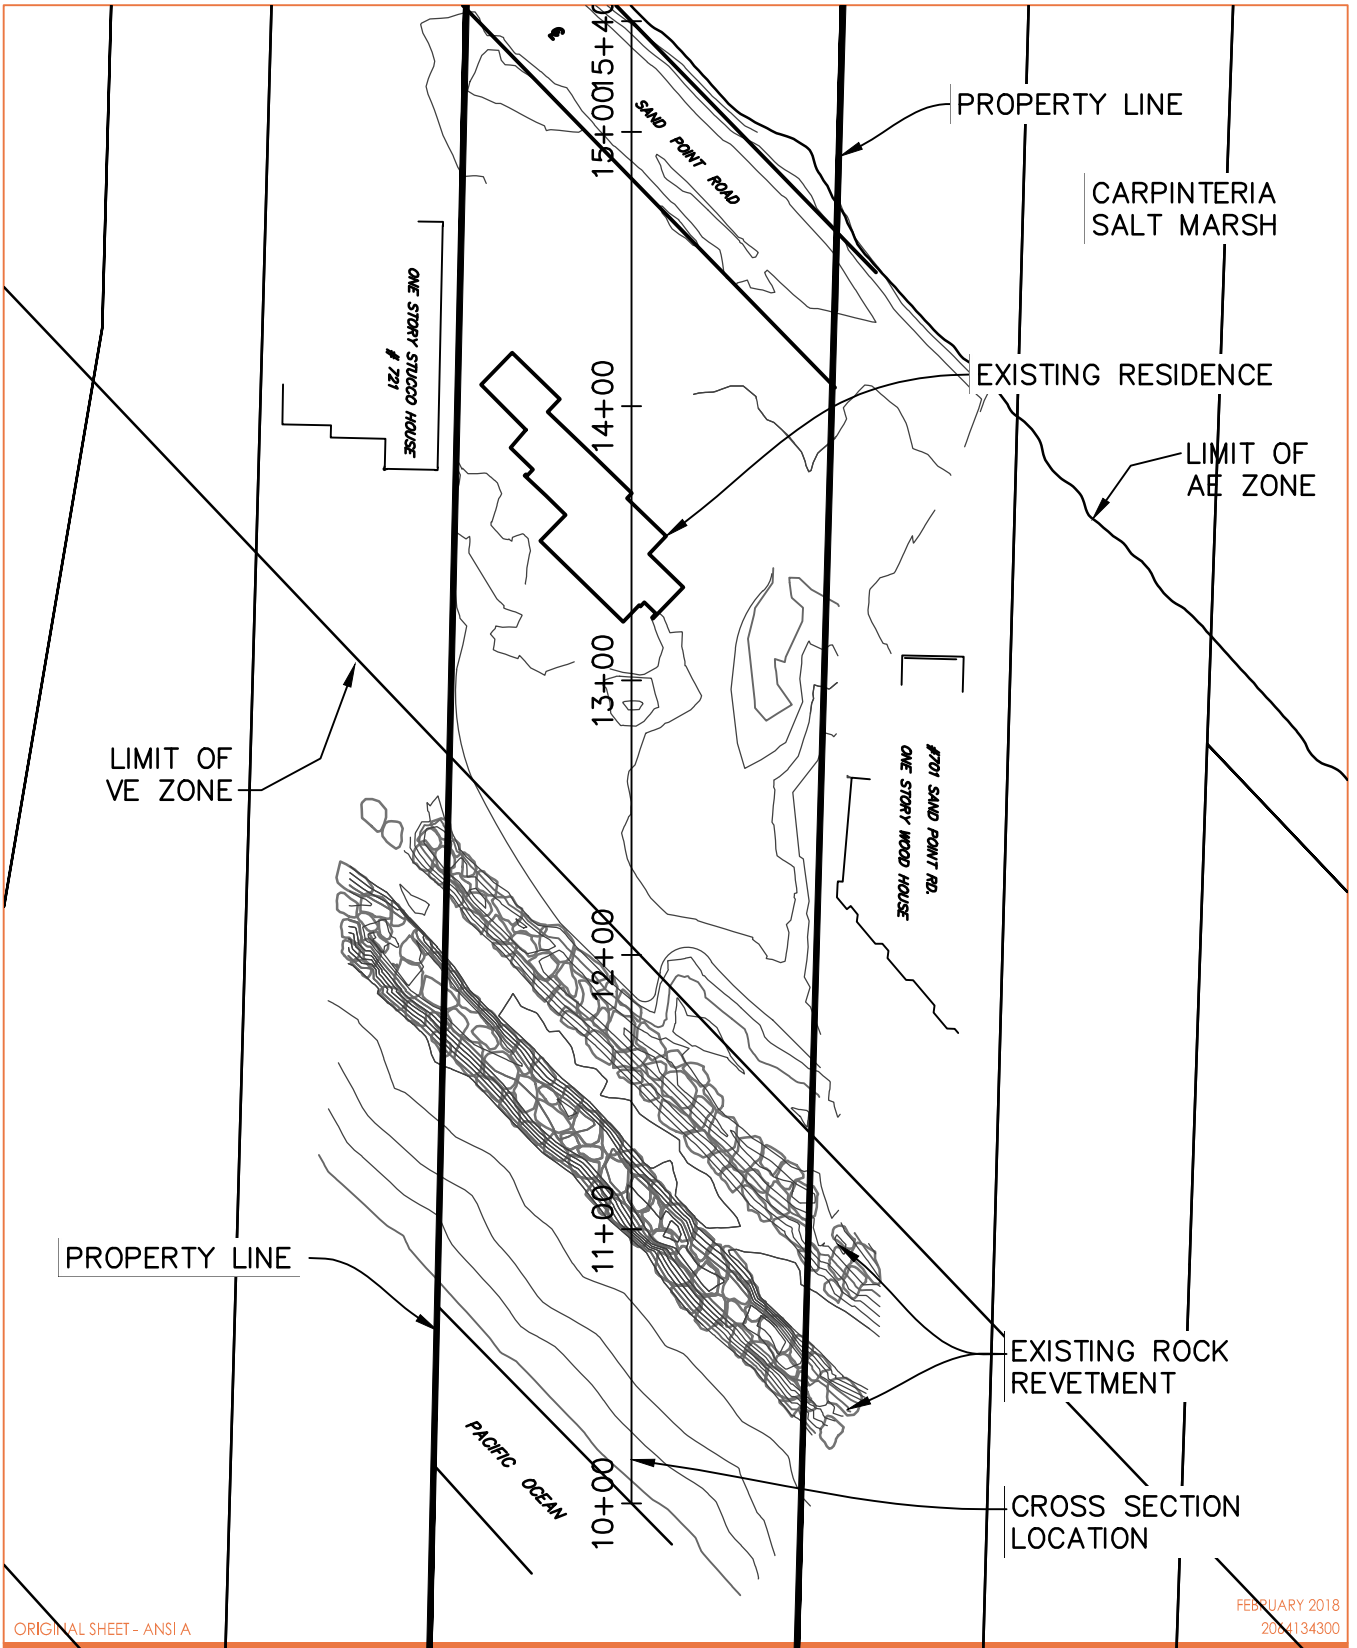 15+40
15+00
SAND POINT ROAD
PROPERTY LINE
CARPINTERIA
SALT MARSH
ONE STORY STUCCO HOUSE
# 721
14+00
EXISTING RESIDENCE
LIMIT OF
AE ZONE
13+00
LIMIT OF
VE ZONE
#701 SAND POINT RD.
ONE STORY WOOD HOUSE
12+00
11+00
PROPERTY LINE
EXISTING ROCK
REVETMENT
PACIFIC OCEAN
10+00
CROSS SECTION
LOCATION
ORIGINAL SHEET - ANSI A
FEBRUARY 2018
2064134300